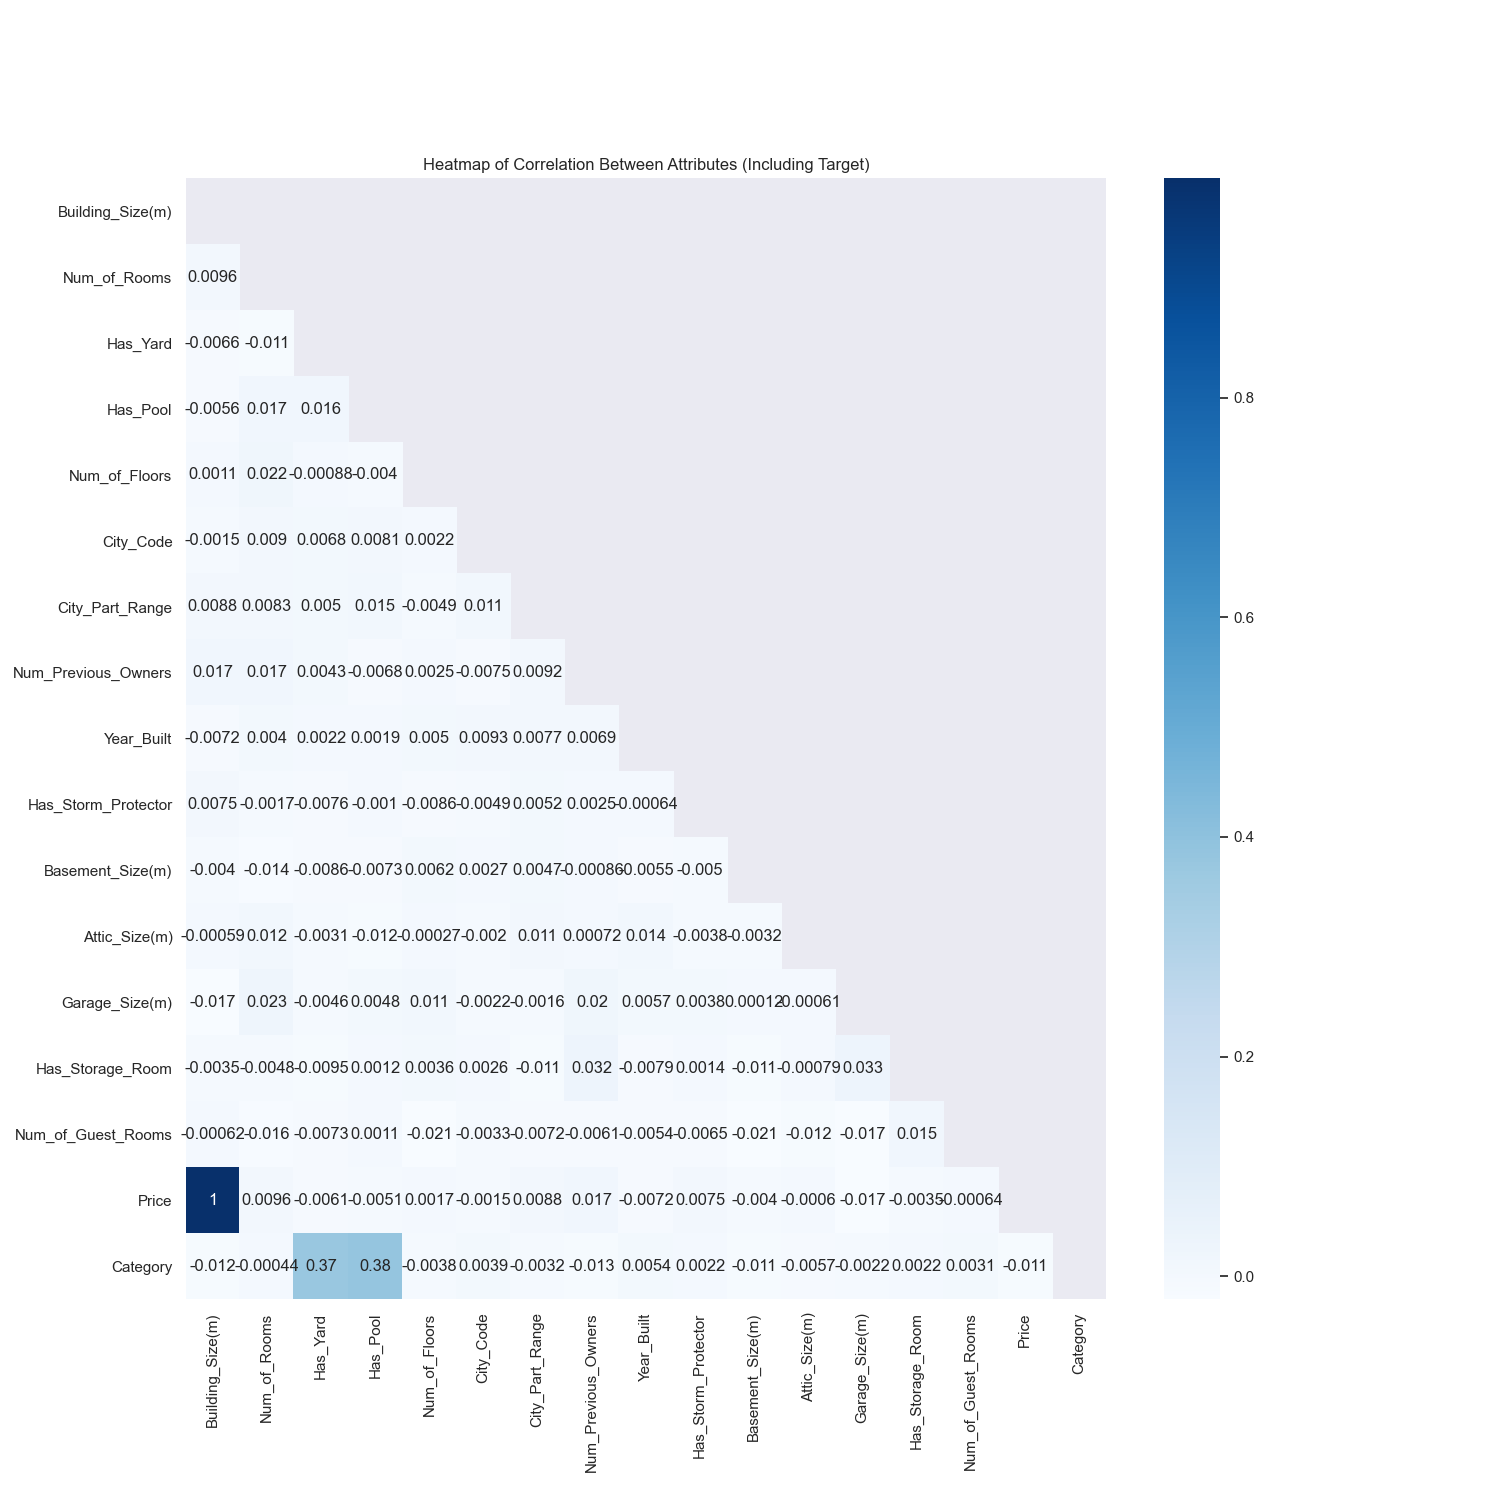 Heatmap of Correlation Between Attributes (Including Target)
Building_Size(m)
Num_of_Rooms 0.0096
Has_Yard -0.0066 -0.011
Has_Pool -0.0056 0.017 0.016
Num_of_Floors 0.0011 0.022 -0.00088 -0.004
City_Code -0.0015 0.009 0.0068 0.0081 0.0022
City_Part_Range 0.0088 0.0083 0.005 0.015 -0.0049 0.011
Num_Previous_Owners 0.017 0.017 0.0043 -0.0068 0.0025 -0.0075 0.0092
Year_Built -0.0072 0.004 0.0022 0.0019 0.005 0.0093 0.0077 0.0069
Has_Storm_Protector 0.0075 -0.0017 -0.0076 -0.001 -0.0086 -0.0049 0.0052 0.0025 -0.00064
Basement_Size(m) -0.004 -0.014 -0.0086 -0.0073 0.0062 0.0027 0.0047 -0.00086 -0.0055 -0.005
Attic_Size(m) -0.00059 0.012 -0.0031 -0.012 -0.00027 -0.002 0.011 0.00072 0.014 -0.0038 -0.0032
Garage_Size(m) -0.017 0.023 -0.0046 0.0048 0.011 -0.0022 -0.0016 0.02 0.0057 0.0038 0.00012 -0.00061
Has_Storage_Room -0.0035 -0.0048 -0.0095 0.0012 0.0036 0.0026 -0.011 0.032 -0.0079 0.0014 -0.011 -0.00079 0.033
Num_of_Guest_Rooms -0.00062 -0.016 -0.0073 0.0011 -0.021 -0.0033 -0.0072 -0.0061 -0.0054 -0.0065 -0.021 -0.012 -0.017 0.015
Price 1 0.0096 -0.0061 -0.0051 0.0017 -0.0015 0.0088 0.017 -0.0072 0.0075 -0.004 -0.0006 -0.017 -0.0035 -0.00064
Category -0.012 -0.00044 0.37 0.38 -0.0038 0.0039 -0.0032 -0.013 0.0054 0.0022 -0.011 -0.0057 -0.0022 0.0022 0.0031 -0.011
Building_Size(m)
Num_of_Rooms
Has_Yard
Has_Pool
Num_of_Floors
City_Code
City_Part_Range
Num_Previous_Owners
Year_Built
Has_Storm_Protector
Basement_Size(m)
Attic_Size(m)
Garage_Size(m)
Has_Storage_Room
Num_of_Guest_Rooms
Price
Category
0.8
0.6
0.4
0.2
0.0